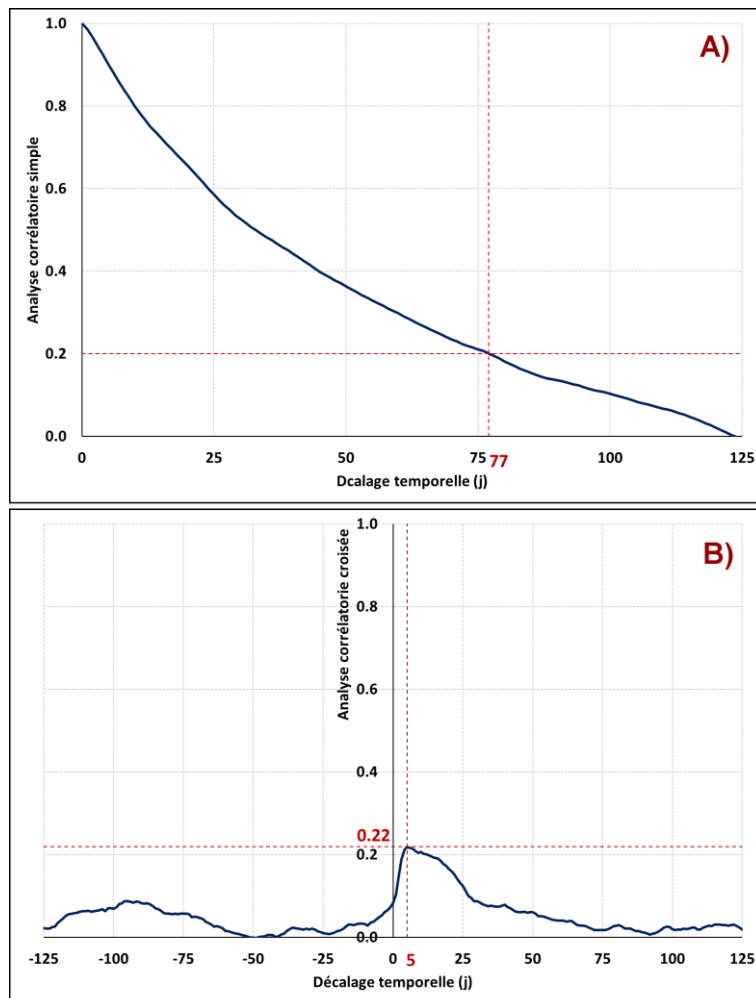 A)
Analyse corrélatoire simple
1.0
0.8
0.6
0.4
0.2
0.0
0 25 50 75 77 100 125
Dcalage temporelle (j)
B)
Analyse corrélatorie croisée
1.0
0.8
0.6
0.4
0.22
0.2
0.0
-125 -100 -75 -50 -25 0 5 25 50 75 100 125
Décalage temporelle (j)